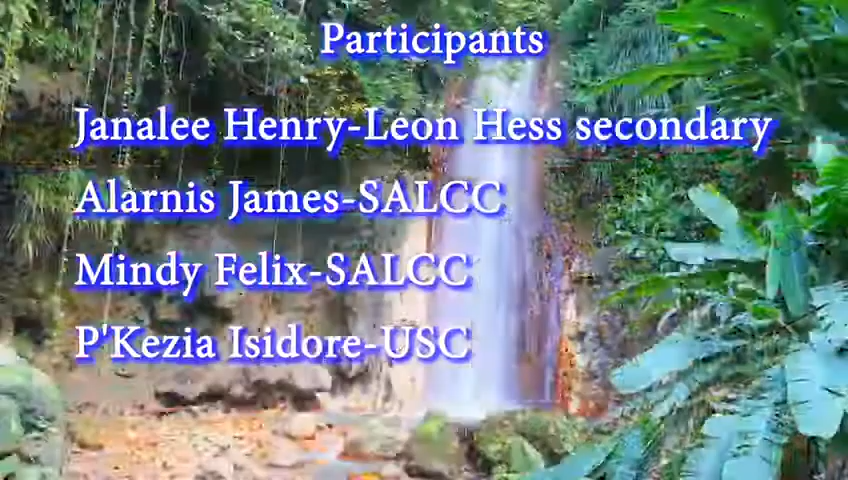 Participants
Janalee Henry-Leon Hess secondary
Alarnis James-SALCC
Mindy Felix-SALCC
P'Kezia Isidore-USC